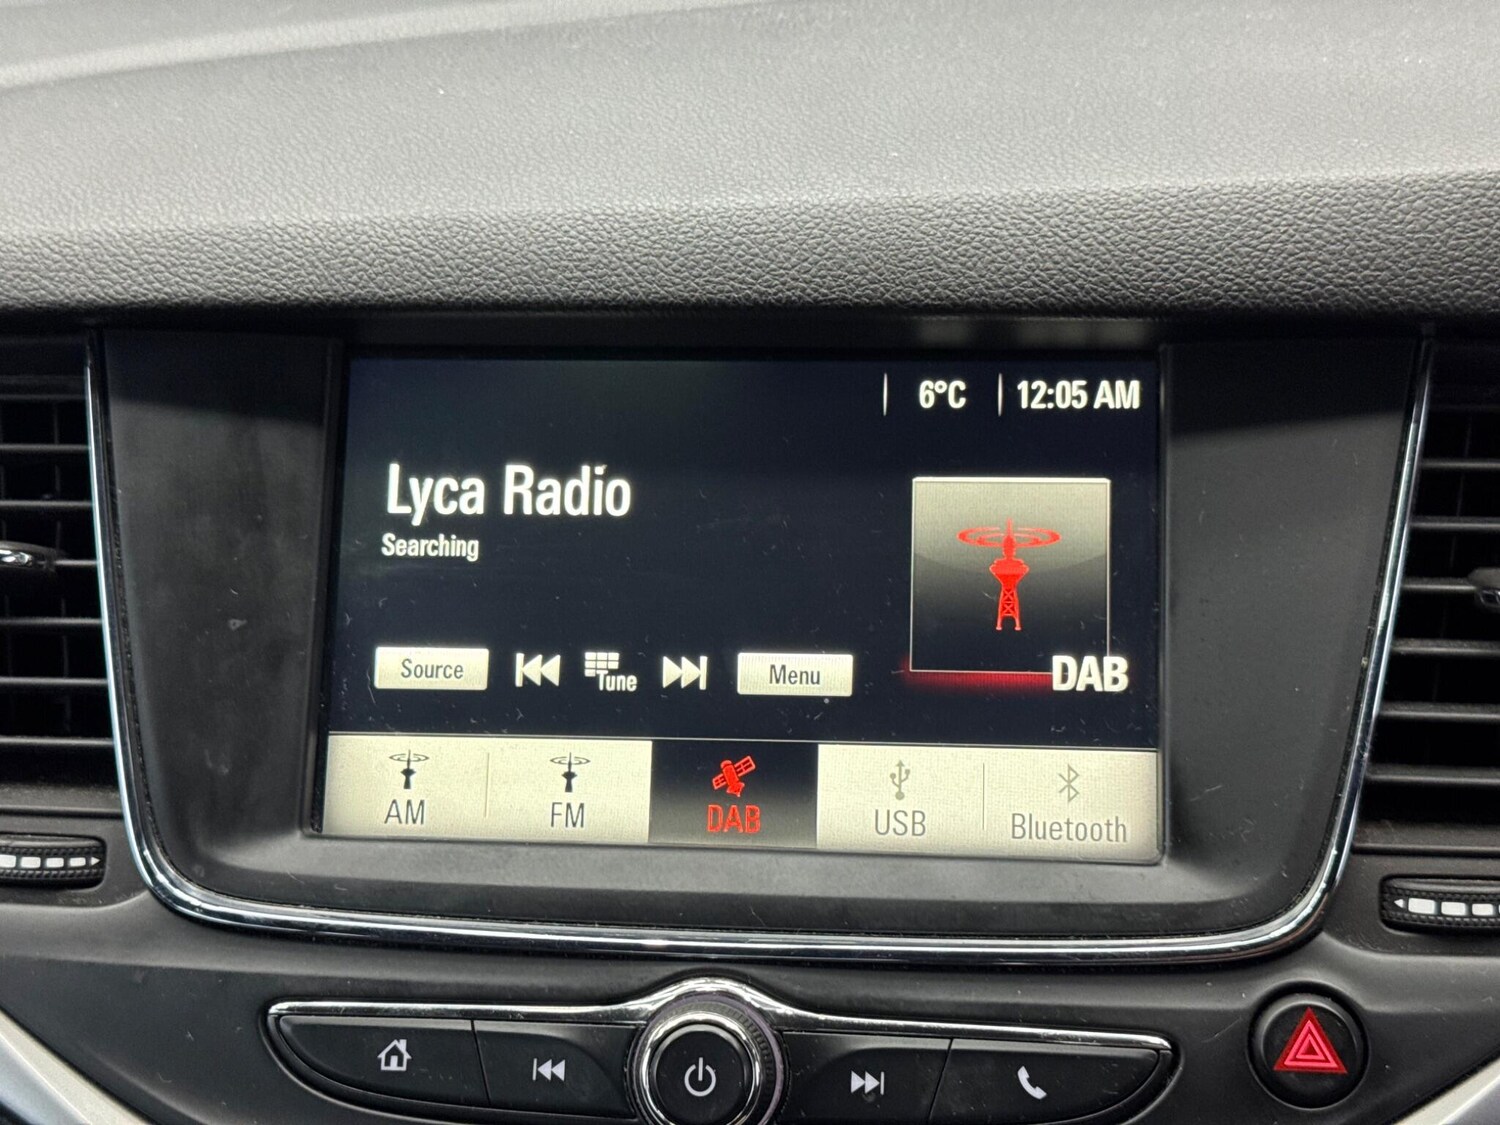 6°C
12:05 AM
Lyca Radio
Searching
Source
Tune
Menu
DAB
AM
FM
DAB
USB
Bluetooth